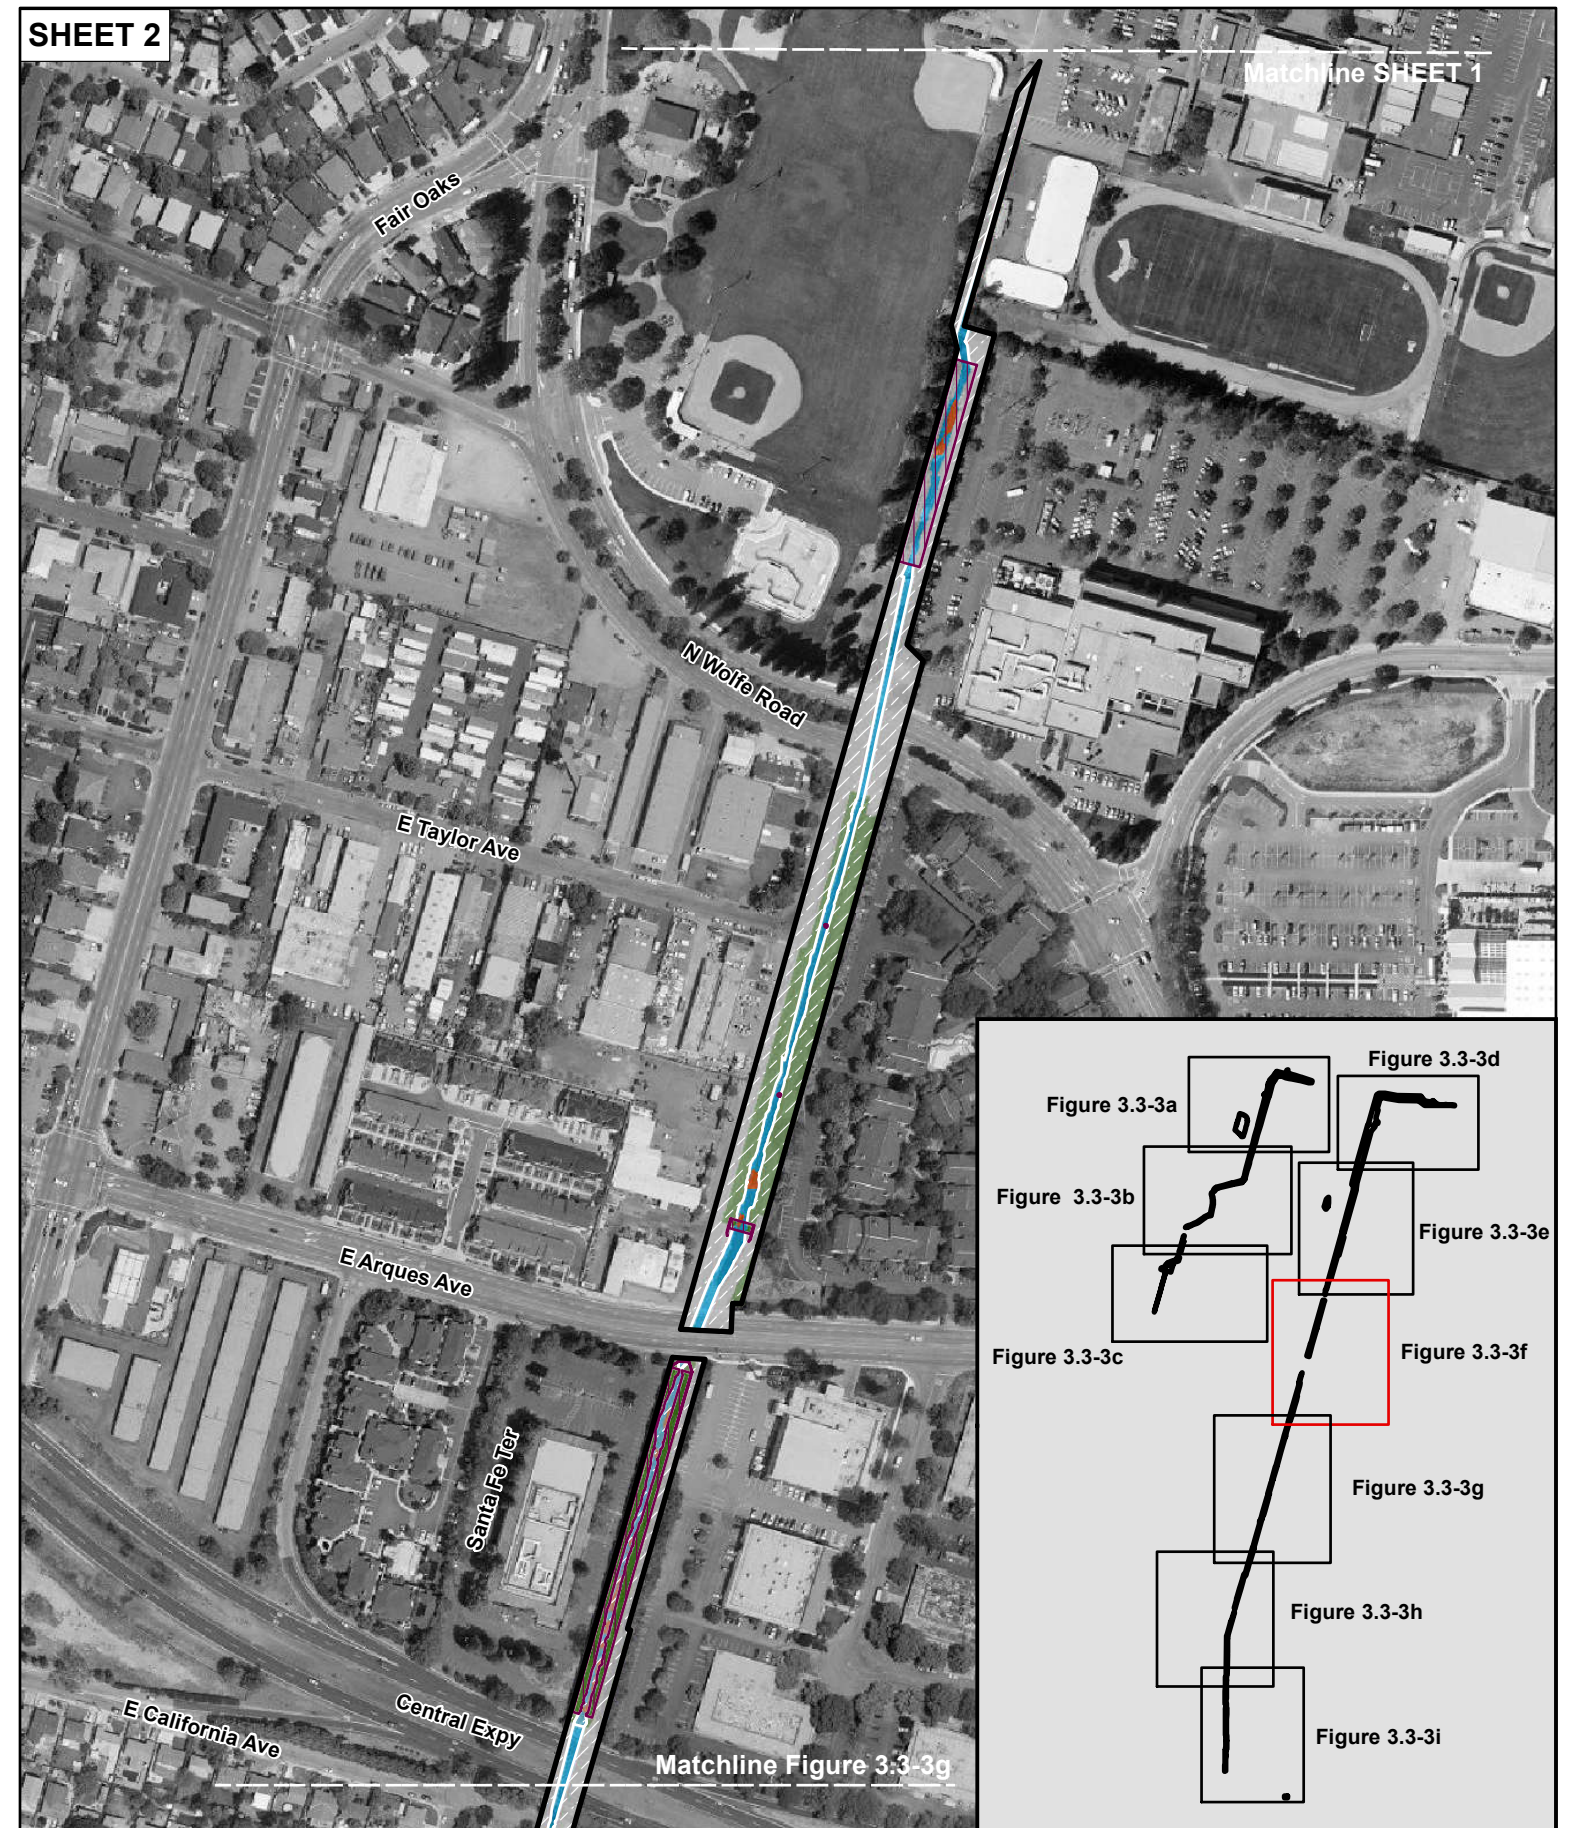 SHEET 2
Matchline SHEET 1
Fair Oaks
N Wolfe Road
E Taylor Ave
E Arques Ave
Santa Fe Ter
Central Expy
E California Ave
Matchline Figure 3.3-3g
Figure 3.3-3d
Figure 3.3-3a
Figure 3.3-3b
Figure 3.3-3e
Figure 3.3-3c
Figure 3.3-3f
Figure 3.3-3g
Figure 3.3-3h
Figure 3.3-3i